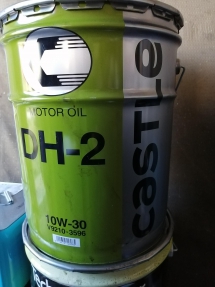 MOTOR OIL
DH-2
10W-30
V9210-3596
CASTLE